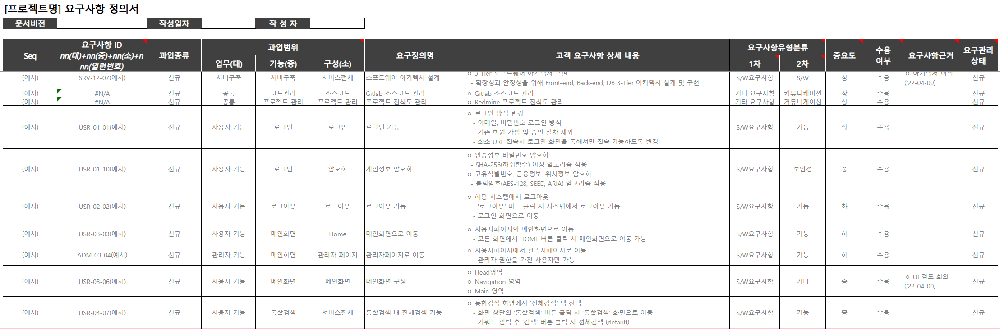 [프로젝트명] 요구사항 정의서
문서버전 작성일자 작 성 자
Seq
요구사항 ID
nn(대)+nn(중)+nn(소)+n
nn(일련번호)
과업종류
과업범위
업무(대) 기능(중) 구성(소)
요구정의명
고객 요구사항 상세 내용
요구사항유형분류
1차 2차
중요도
수용
여부
요구사항근거
요구관리
상태
(예시) SRV-12-07(예시) 신규 서버구축 서버구축 서비스전체 소프트웨어 아키텍처 설계
ㅇ 3-Tier 소프트웨어 아키텍처 구현
- 확장성과 안정성을 위해 Front-end, Back-end, DB 3-Tier 아키텍처 설계 및 구현
S/W요구사항 S/W 상 수용
ㅇ 아키텍처 회의
('22-04-00)
신규
(예시) #N/A 신규 공통 코드관리 소스코드 Gitlab 소스코드 관리 ㅇ Gitlab 소스코드 관리 기타 요구사항 커뮤니케이션 상 수용 신규
(예시) #N/A 신규 공통 프로젝트 관리 프로젝트 관리 프로젝트 진척도 관리 ㅇ Redmine 프로젝트 진척도 관리 기타 요구사항 커뮤니케이션 상 수용 신규
(예시) USR-01-01(예시) 신규 사용자 기능 로그인 로그인 로그인 기능
ㅇ 로그인 방식 변경
- 이메일, 비밀번호 로그인 방식
- 기존 회원 가입 및 승인 절차 제외
- 최초 URL 접속시 로그인 화면을 통해서만 접속 가능하도록 변경
S/W요구사항 기능 상 수용 신규
(예시) USR-01-10(예시) 신규 사용자 기능 로그인 암호화 개인정보 암호화
ㅇ 인증정보 비밀번호 암호화
- SHA-256(해쉬함수) 이상 알고리즘 적용
ㅇ 고유식별번호, 금융정보, 위치정보 암호화
- 블럭암호(AES-128, SEED, ARIA) 알고리즘 적용
S/W요구사항 보안성 중 수용 신규
(예시) USR-02-02(예시) 신규 사용자 기능 로그아웃 로그아웃 로그아웃 기능
ㅇ 해당 시스템에서 로그아웃
- '로그아웃' 버튼 클릭 시 시스템에서 로그아웃 가능
- 로그인 화면으로 이동
S/W요구사항 기능 하 수용 신규
(예시) USR-03-03(예시) 신규 사용자 기능 메인화면 Home 메인화면으로 이동
ㅇ 사용자페이지의 메인화면으로 이동
- 모든 화면에서 HOME 버튼 클릭 시 메인화면으로 이동 가능
S/W요구사항 기능 하 수용 신규
(예시) ADM-03-04(예시) 신규 관리자 기능 메인화면 관리자 페이지 관리자페이지로 이동
ㅇ 사용자페이지에서 관리자페이지로 이동
- 관리자 권한을 가진 사용자만 가능
S/W요구사항 기능 하 수용 신규
(예시) USR-03-06(예시) 신규 사용자 기능 메인화면 메인화면 메인화면 구성
ㅇ Head영역
ㅇ Navigation 영역
ㅇ Main 영역
S/W요구사항 기타 중 수용
ㅇ UI 검토 회의
('22-04-00)
신규
(예시) USR-04-07(예시) 신규 사용자 기능 통합검색 서비스전체 통합검색 내 전체검색 기능
ㅇ 통합검색 화면에서 '전체검색' 탭 선택
- 화면 상단의 '통합검색' 버튼 클릭 시 '통합검색' 화면으로 이동
- 키워드 입력 후 '검색' 버튼 클릭 시 전체검색 (default)
S/W요구사항 기능 중 수용 신규